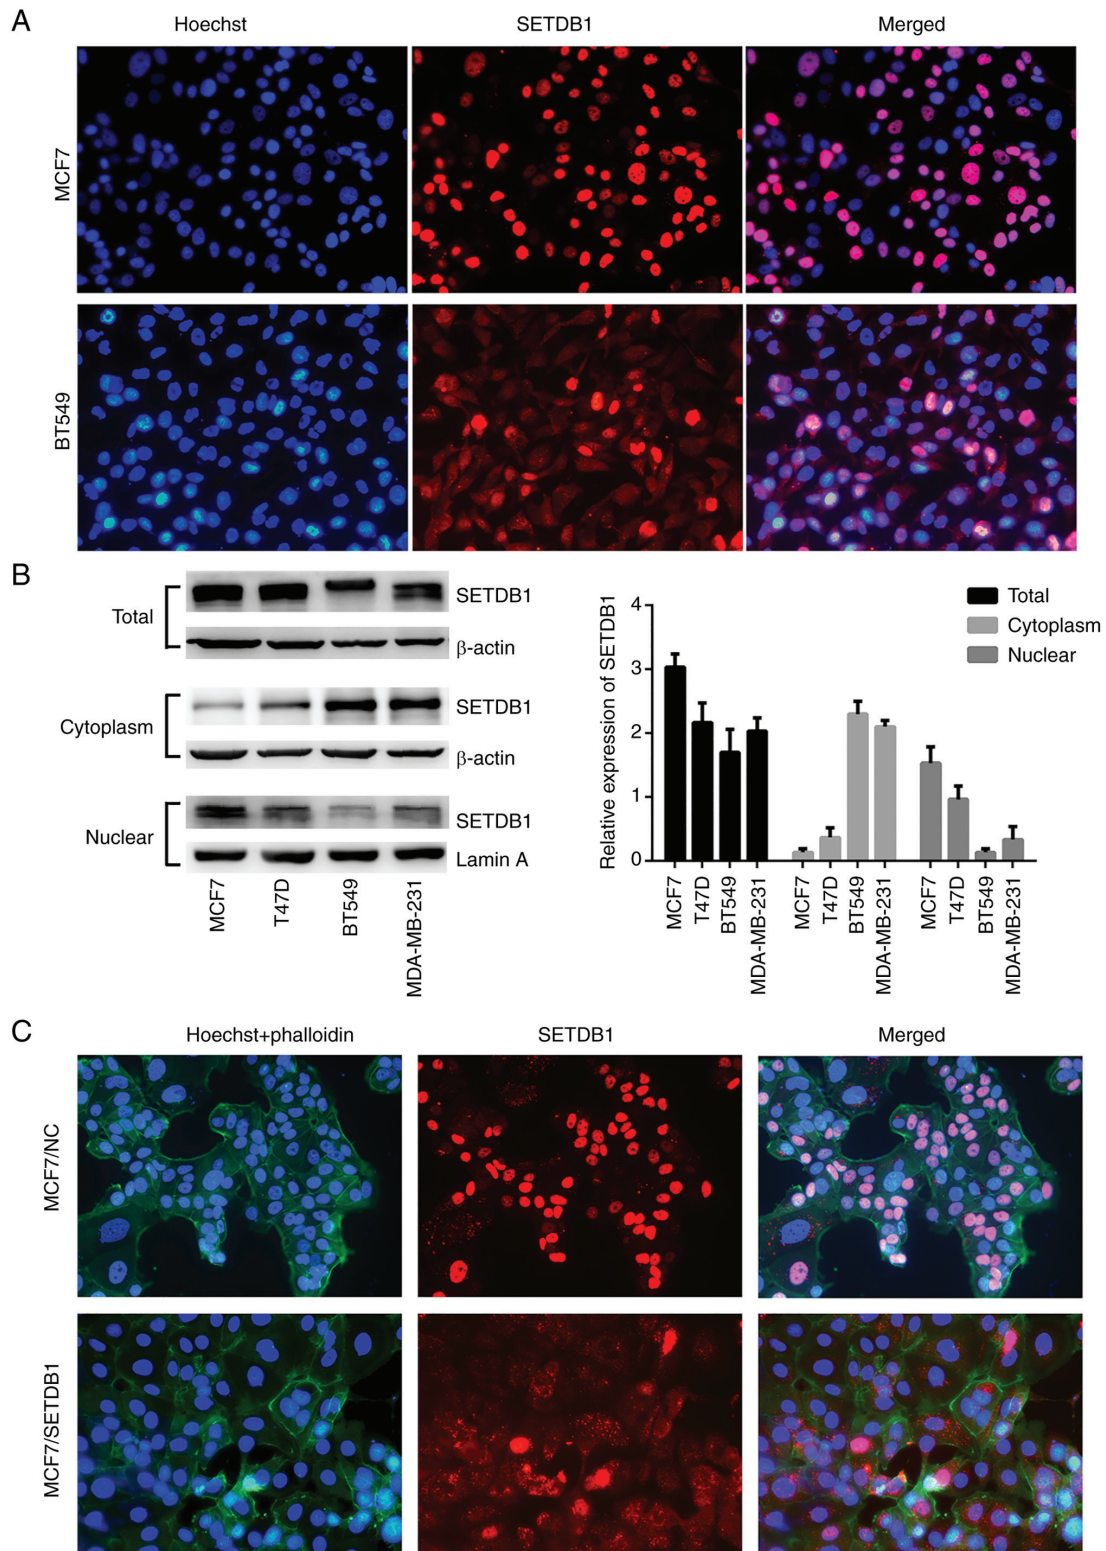 A
Hoechst
SETDB1
Merged
MCF7
BT549
B
Total
SETDB1
β-actin
Cytoplasm
SETDB1
β-actin
Nuclear
SETDB1
Lamin A
MCF7
T47D
BT549
MDA-MB-231
Relative expression of SETDB1
4
3
2
1
0
Total
Cytoplasm
Nuclear
MCF7
T47D
BT549
MDA-MB-231
MCF7
T47D
BT549
MDA-MB-231
MCF7
T47D
BT549
MDA-MB-231
C
Hoechst+phalloidin
SETDB1
Merged
MCF7/NC
MCF7/SETDB1